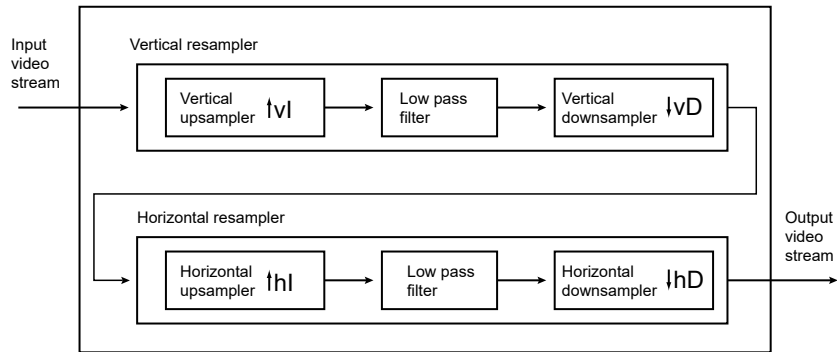 Input
video
stream
Vertical resampler
Vertical
upsampler ↑vI
Low pass
filter
Vertical
downsampler ↓vD
Horizontal resampler
Horizontal
upsampler ↑hI
Low pass
filter
Horizontal
downsampler ↓hD
Output
video
stream